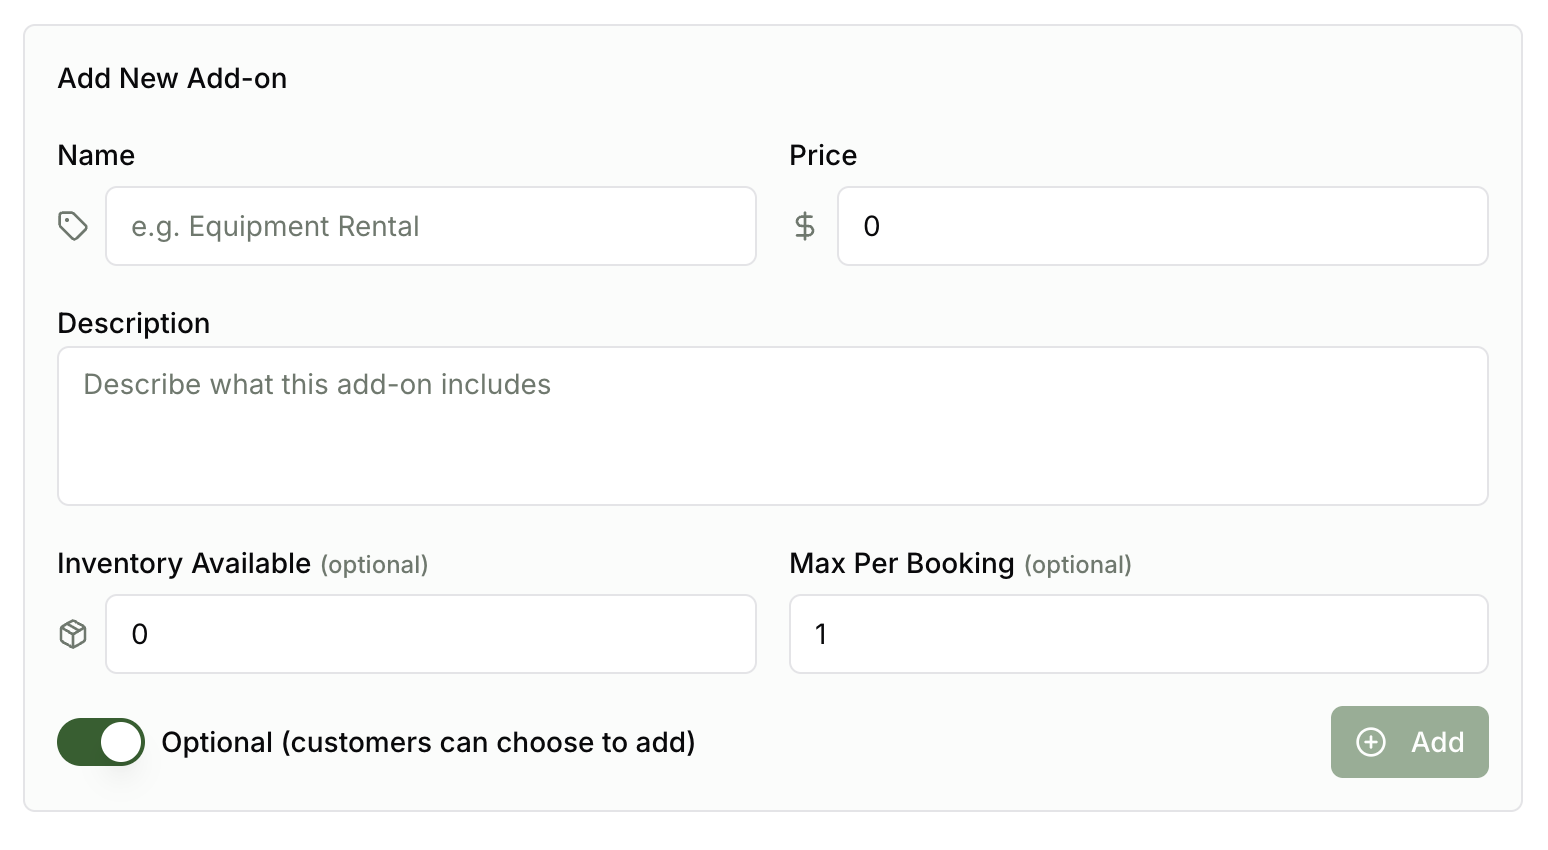 Add New Add-on
Name
Price
e.g. Equipment Rental
$ 0
Description
Describe what this add-on includes
Inventory Available (optional)
Max Per Booking (optional)
0
1
Optional (customers can choose to add)
Add